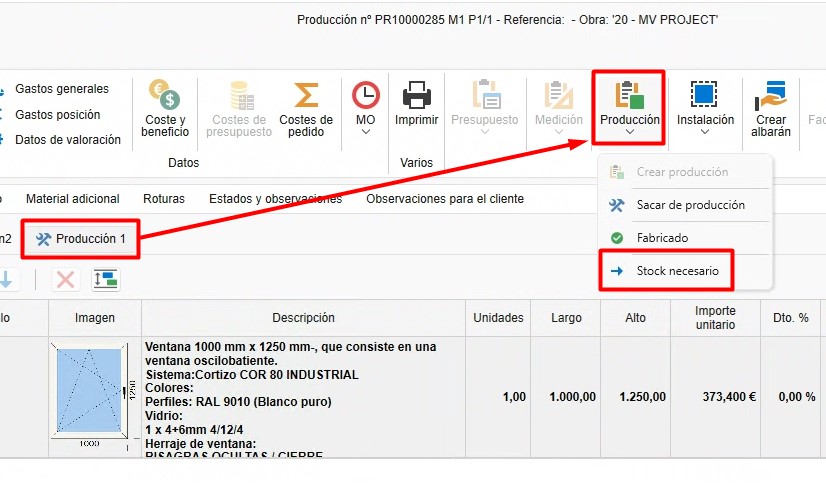 Producción nº PR10000285 M1 P1/1 - Referencia:  - Obra: '20 - MV PROJECT'
Gastos generales
Gastos posición
Datos de valoración
Coste y
beneficio
Costes de
presupuesto
Costes de
pedido
Datos
MO
Imprimir
Varios
Presupuesto
Medición
Producción
Instalación
Crear
albarán
Crear producción
Sacar de producción
Fabricado
Stock necesario
Material adicional
Roturas
Estados y observaciones
Observaciones para el cliente
Producción 1
Imagen
Descripción
Unidades
Largo
Alto
Importe
unitario
Dto. %
1250
1000
Ventana 1000 mm x 1250 mm-, que consiste en una
ventana oscilobatiente.
Sistema:Cortizo COR 80 INDUSTRIAL
Colores:
Perfiles: RAL 9010 (Blanco puro)
Vidrio:
1 x 4+6mm 4/12/4
Herraje de ventana:
BISAGRAS OCULTAS / CIERRE
1,00
1.000,00
1.250,00
373,400 €
0,00 %